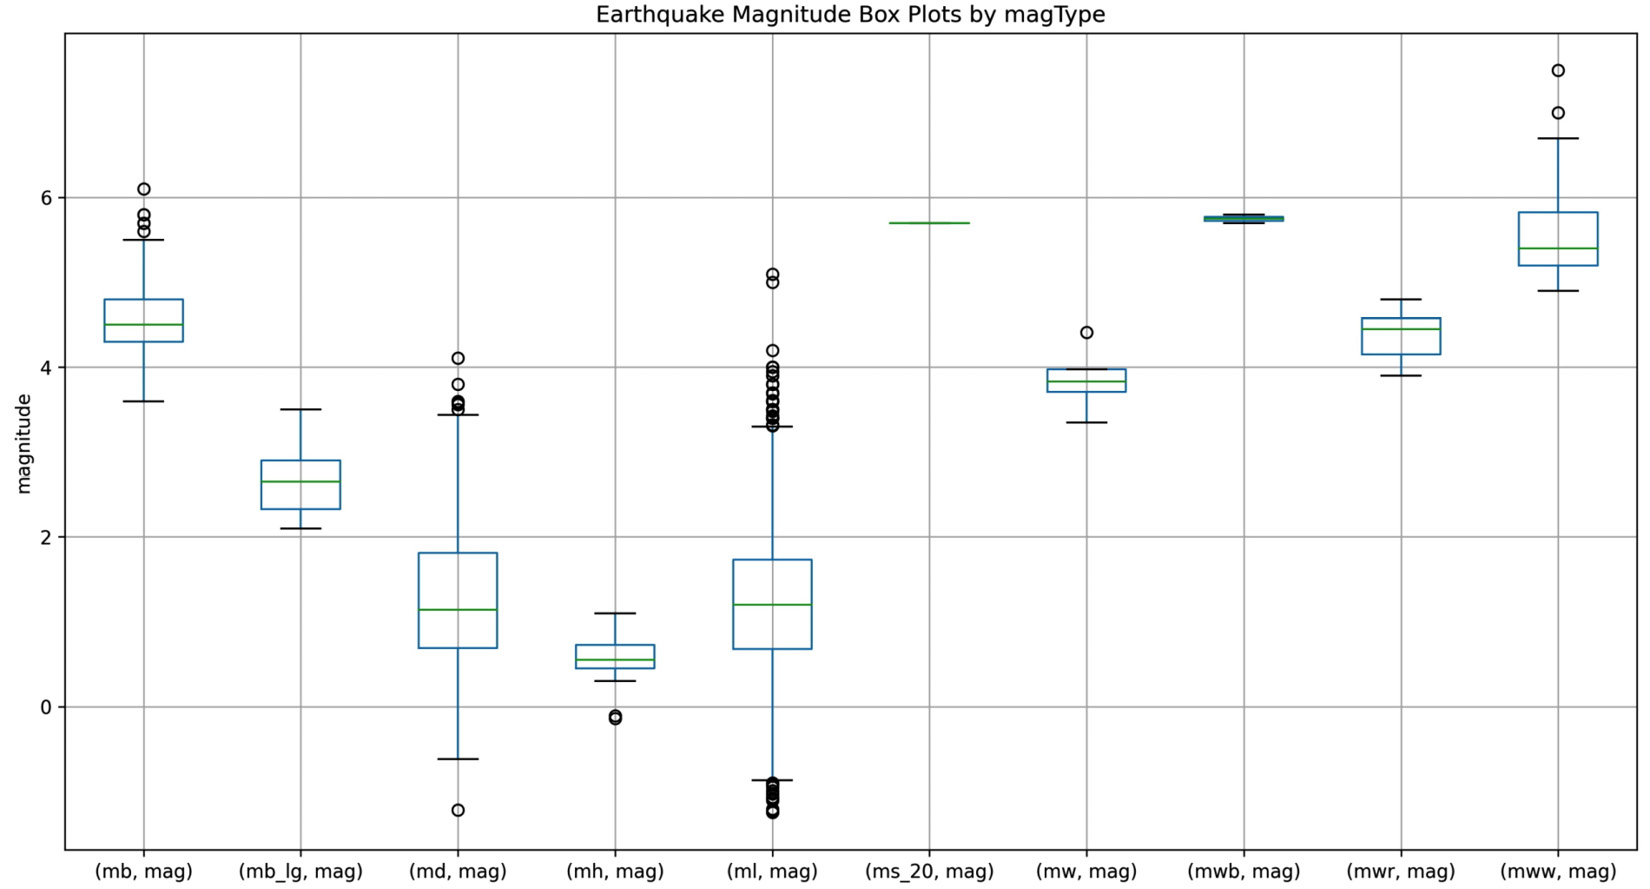 Earthquake Magnitude Box Plots by magType
magnitude
6
4
2
0
(mb, mag) (mb_lg, mag) (md, mag) (mh, mag) (ml, mag) (ms_20, mag) (mw, mag) (mwb, mag) (mwr, mag) (mww, mag)